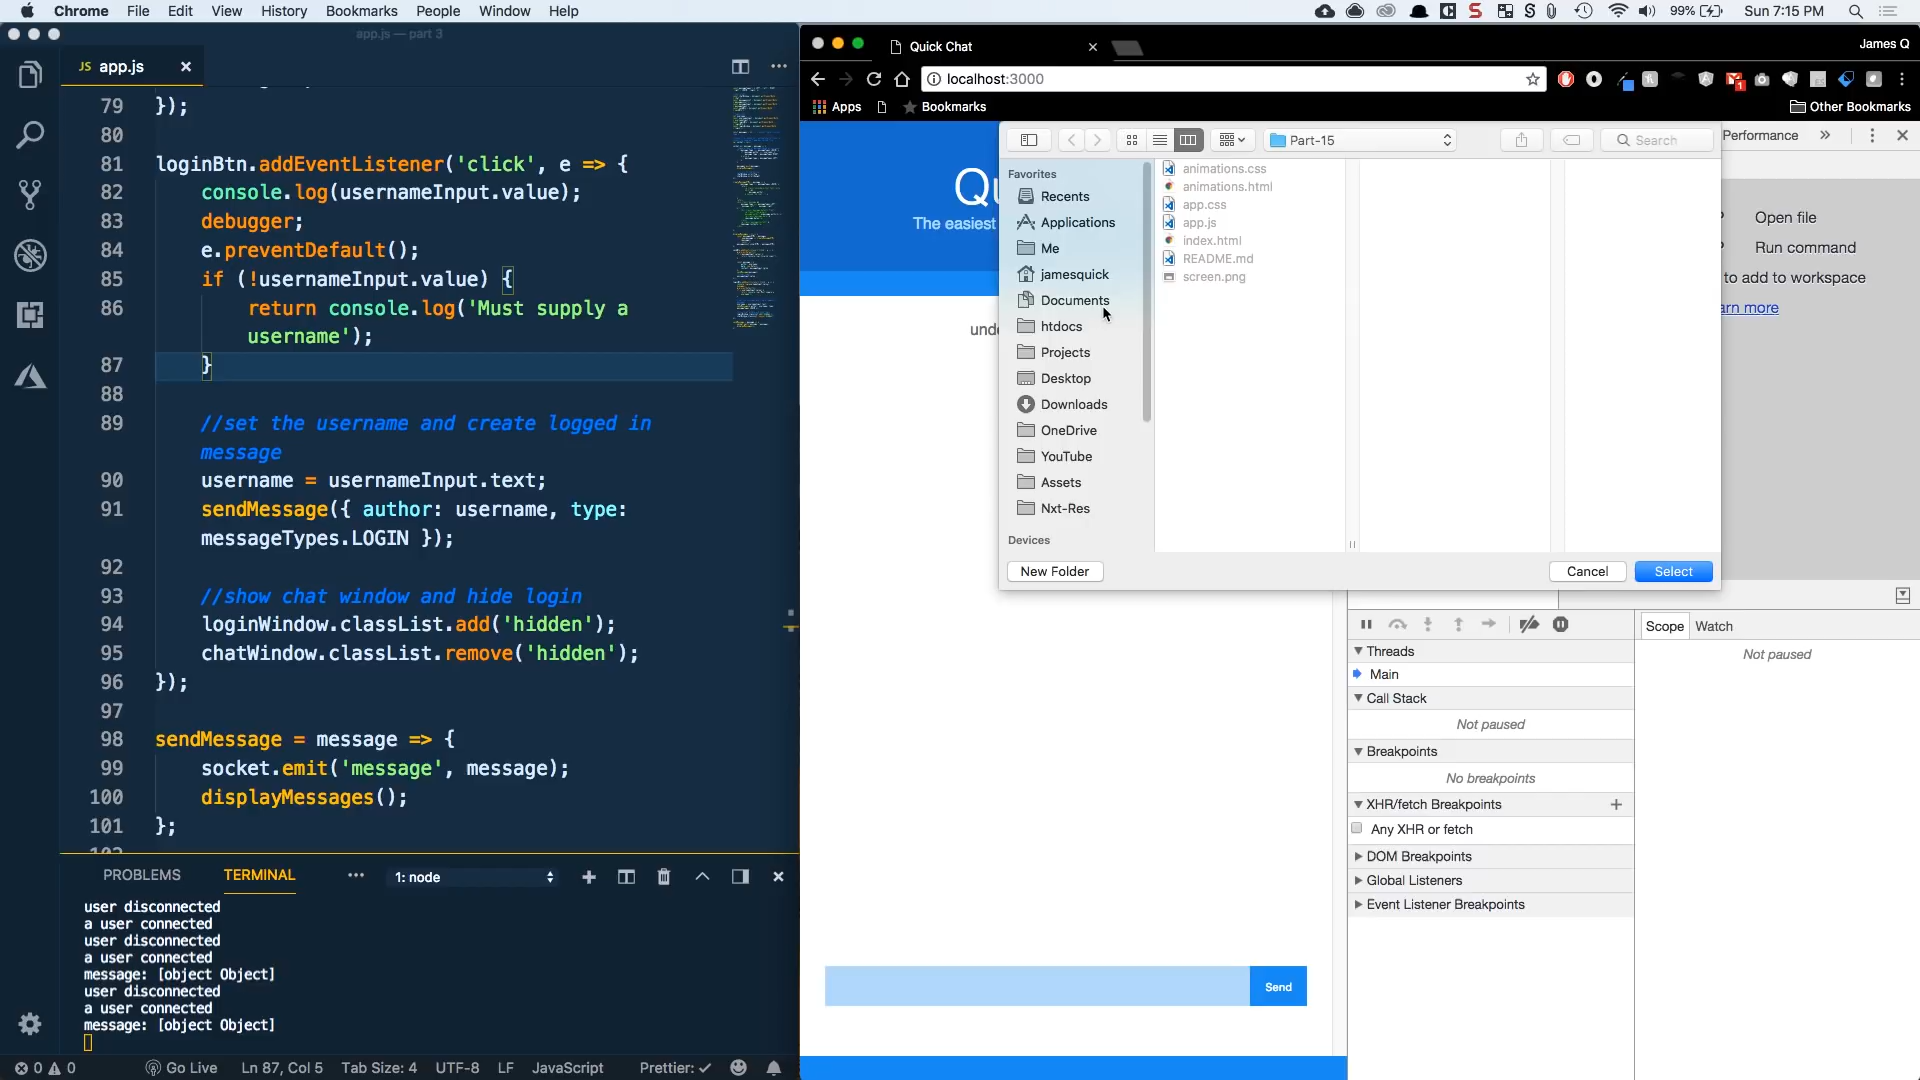 Chrome File Edit View History Bookmarks People Window Help
99% Sun 7:15 PM
app.js — part 3
JS app.js
79 });
80
81 loginBtn.addEventListener('click', e => {
82 console.log(usernameInput.value);
83 debugger;
84 e.preventDefault();
85 if (!usernameInput.value) {
86 return console.log('Must supply a
username');
87 }
88
89 //set the username and create logged in
message
90 username = usernameInput.text;
91 sendMessage({ author: username, type:
messageTypes.LOGIN });
92
93 //show chat window and hide login
94 loginWindow.classList.add('hidden');
95 chatWindow.classList.remove('hidden');
96 });
97
98 sendMessage = message => {
99 socket.emit('message', message);
100 displayMessages();
101 };
PROBLEMS TERMINAL ••• 1: node
user disconnected
a user connected
user disconnected
a user connected
message: [object Object]
user disconnected
a user connected
message: [object Object]
0 0 Go Live Ln 87, Col 5 Tab Size: 4 UTF-8 LF JavaScript Prettier: ✓
Quick Chat James Q
localhost:3000
Apps Bookmarks Other Bookmarks
Qu
The easiest
und
Send
Part-15 Search
Favorites
Recents
Applications
Me
jamesquick
Documents
htdocs
Projects
Desktop
Downloads
OneDrive
YouTube
Assets
Nxt-Res
Devices
animations.css
animations.html
app.css
app.js
index.html
README.md
screen.png
New Folder Cancel Select
Performance »
Open file
Run command
to add to workspace
arn more
Threads
Main
Call Stack
Not paused
Breakpoints
No breakpoints
XHR/fetch Breakpoints
Any XHR or fetch
DOM Breakpoints
Global Listeners
Event Listener Breakpoints
Scope Watch
Not paused